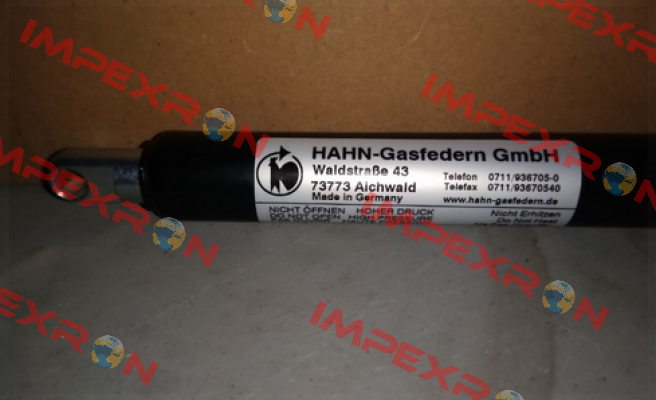 HAHN-Gasfedern GmbH
Waldstraße 43
73773 Aichwald
Made in Germany
Telefon 0711/936705-0
Telefax 0711/93670540
www.hahn-gasfedern.de
NICHT ÖFFNEN HOHER DRUCK
DO NOT OPEN HIGH PRESSURE
Nicht Erhitzen
Do Not Heat
IMPEXRON
IMPEXRON
IMPEXRON
IMPEXRON
IMPEXRON
IMPEXRON